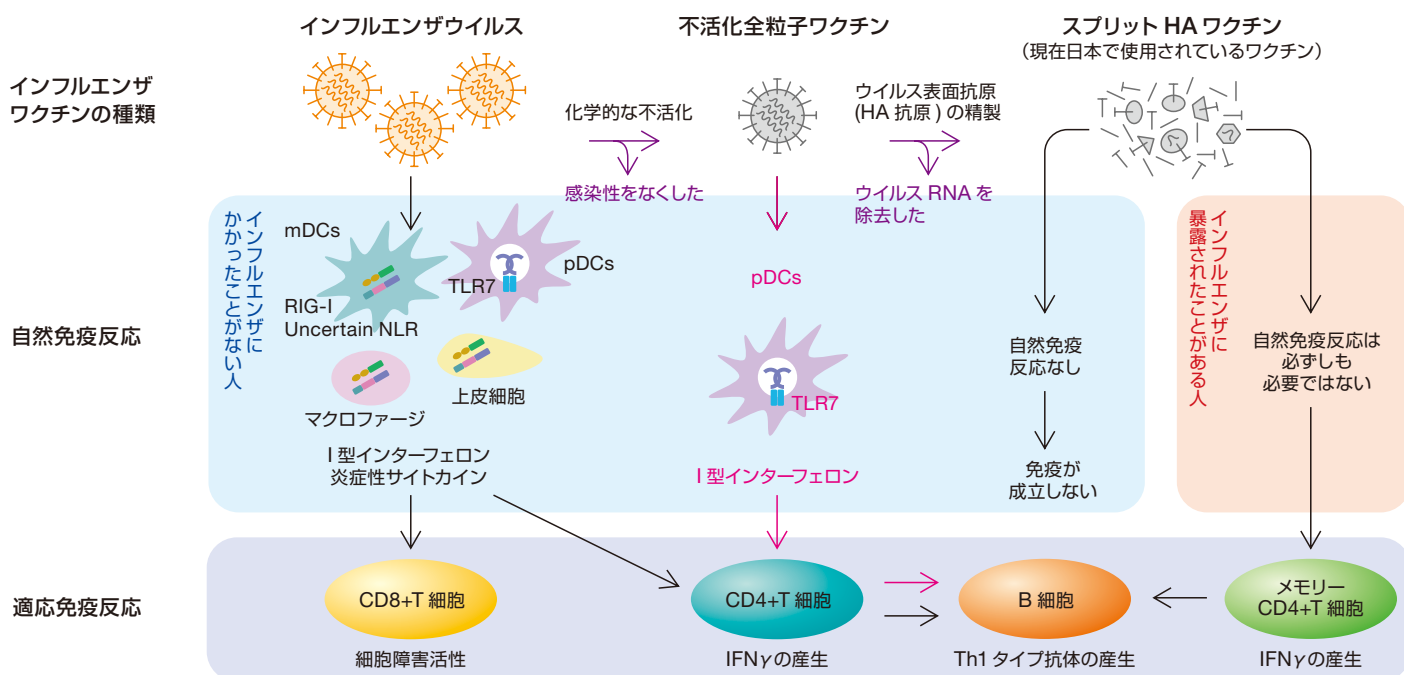 インフルエンザウイルス
不活化全粒子ワクチン
スプリット HA ワクチン
（現在日本で使用されているワクチン）
インフルエンザ
ワクチンの種類
化学的な不活化
感染性をなくした
ウイルス表面抗原
(HA 抗原 ) の精製
ウイルス RNA を
除去した
自然免疫反応
インフルエンザに
かかったことがない人
mDCs
pDCs
TLR7
RIG-I
Uncertain NLR
マクロファージ
上皮細胞
I 型インターフェロン
炎症性サイトカイン
pDCs
TLR7
I 型インターフェロン
自然免疫
反応なし
免疫が
成立しない
インフルエンザに
暴露されたことがある人
自然免疫反応は
必ずしも
必要ではない
適応免疫反応
CD8+T 細胞
細胞障害活性
CD4+T 細胞
IFNγの産生
B 細胞
Th1 タイプ抗体の産生
メモリー
CD4+T 細胞
IFNγの産生